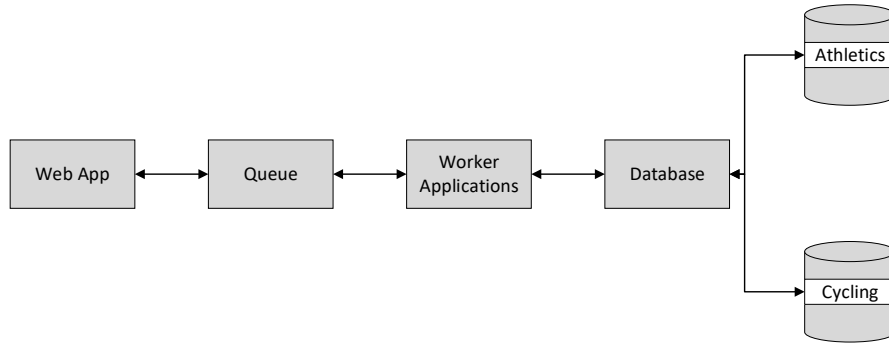 Athletics
Web App
Queue
Worker
Applications
Database
Cycling